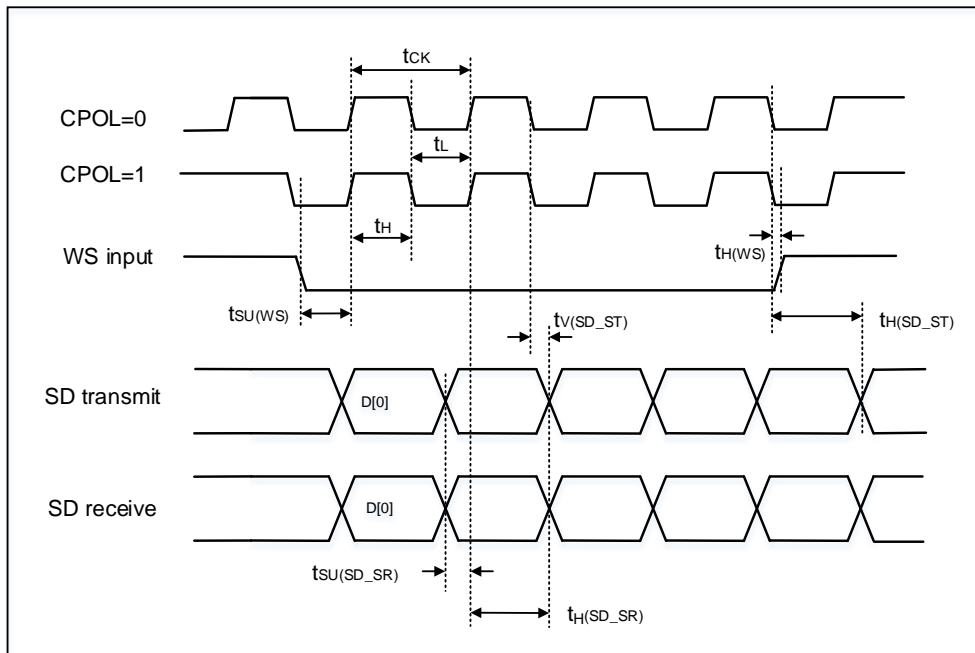 tCK
CPOL=0
tL
CPOL=1
tH
tH(WS)
WS input
tSU(WS)
tV(SD_ST)
tH(SD_ST)
SD transmit
D[0]
SD receive
D[0]
tSU(SD_SR)
tH(SD_SR)